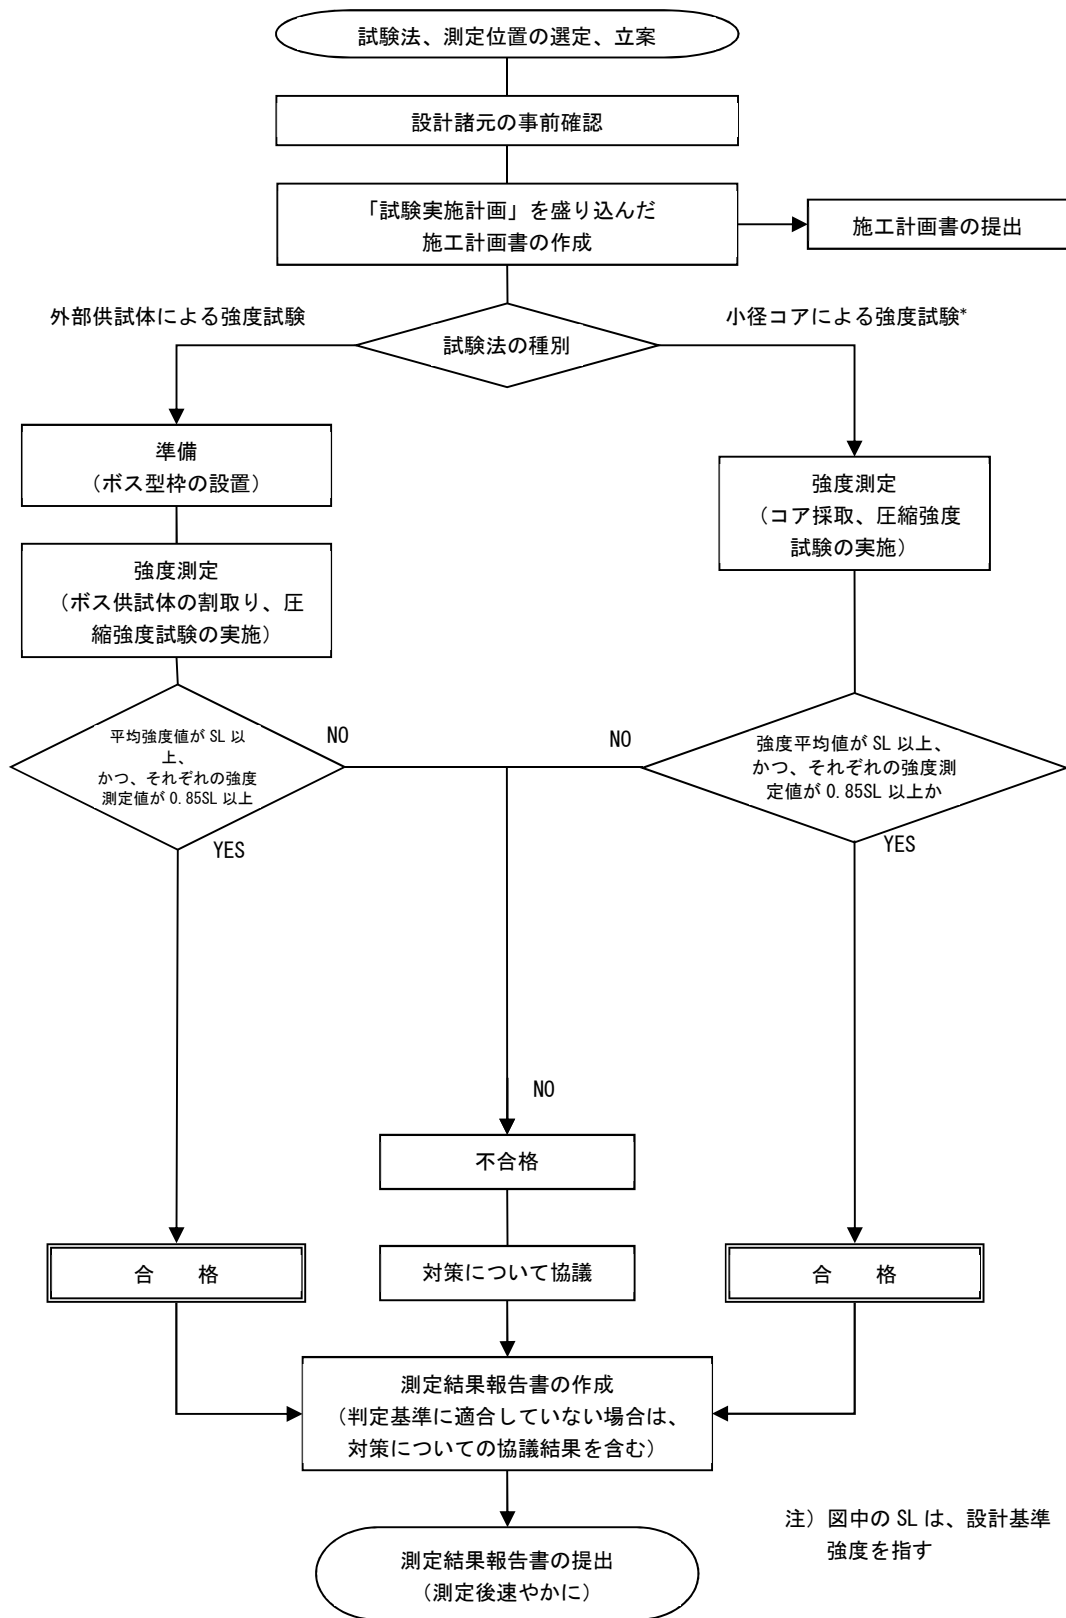 試験法、測定位置の選定、立案
設計諸元の事前確認
「試験実施計画」を盛り込んだ
施工計画書の作成
施工計画書の提出
外部供試体による強度試験
小径コアによる強度試験*
試験法の種別
準備
(ボス型枠の設置)
強度測定
(コア採取、圧縮強度
試験の実施)
強度測定
(ボス供試体の割取り、圧
縮強度試験の実施)
平均強度値が SL 以
上、
かつ、それぞれの強度
測定値が 0.85SL 以上
NO
NO
強度平均値が SL 以上、
かつ、それぞれの強度測
定値が 0.85SL 以上か
YES
YES
NO
不合格
合　格
対策について協議
合　格
測定結果報告書の作成
(判定基準に適合していない場合は、
対策についての協議結果を含む)
注) 図中の SL は、設計基準
強度を指す
測定結果報告書の提出
(測定後速やかに)